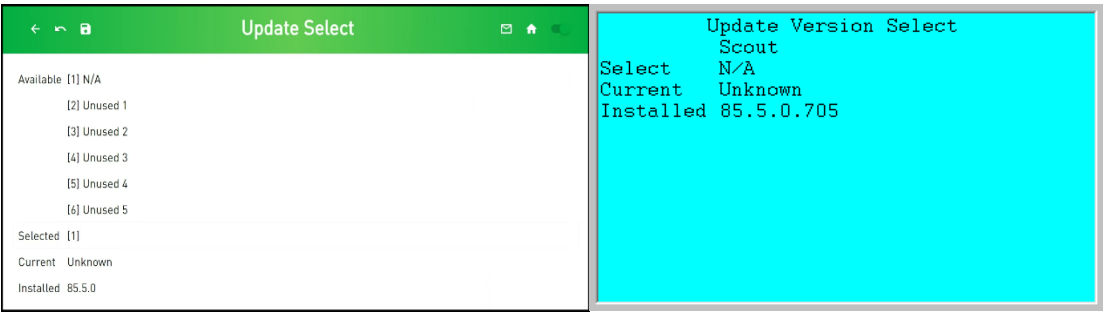 Update Select
Available [1] N/A
[2] Unused 1
[3] Unused 2
[4] Unused 3
[5] Unused 4
[6] Unused 5
Selected [1]
Current Unknown
Installed 85.5.0
Update Version Select
Scout
Select N/A
Current Unknown
Installed 85.5.0.705